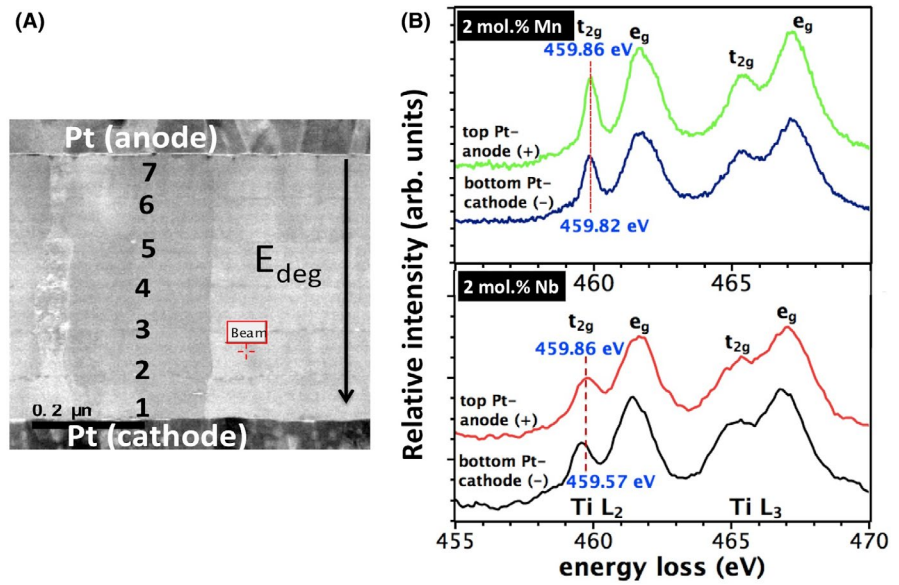 (A)
Pt (anode)
7
6
5
E deg
4
3
Beam
2
1
0.2 µm
Pt (cathode)
(B)
Relative intensity (arb. units)
2 mol.% Mn
t2g
eg
459.86 eV
t2g
eg
top Pt-
anode (+)
bottom Pt-
cathode (-)
459.82 eV
460
465
2 mol.% Nb
t2g
eg
459.86 eV
t2g
eg
top Pt-
anode (+)
bottom Pt-
cathode (-)
459.57 eV
Ti L2
Ti L3
455
460
465
470
energy loss (eV)